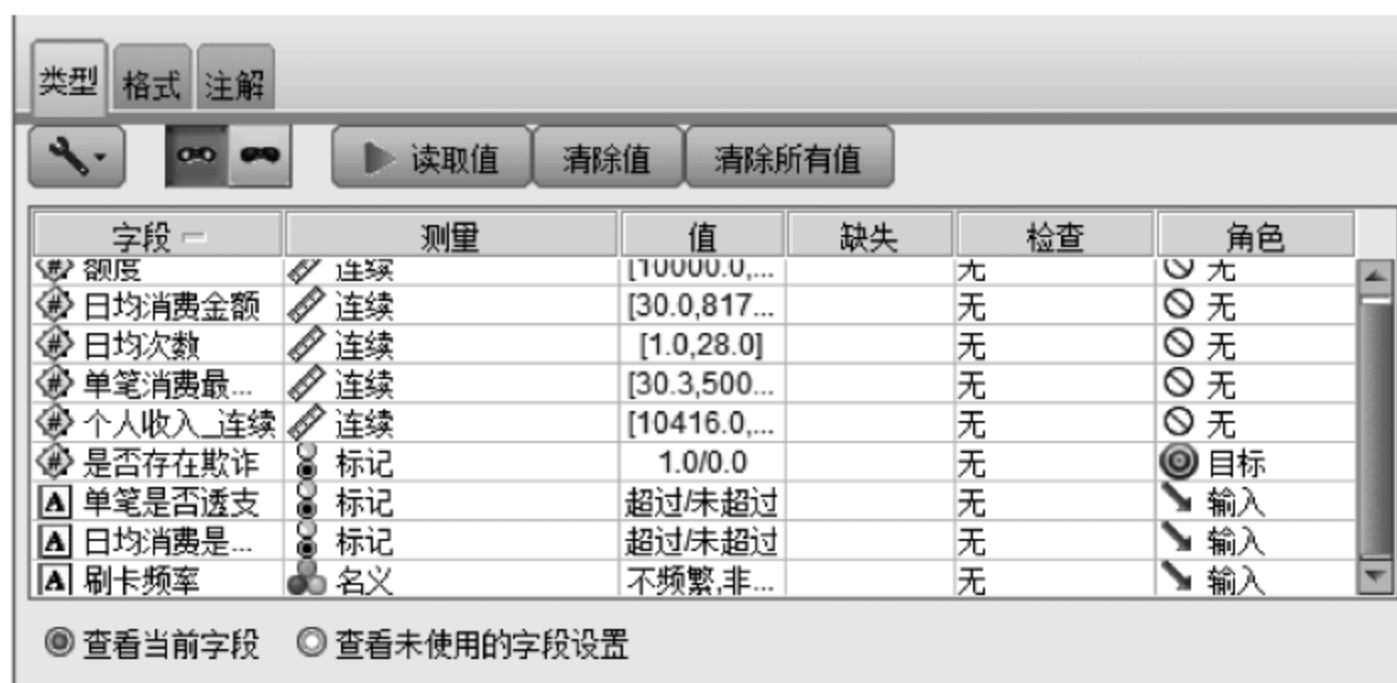 类型 格式 注解
读取值 清除值 清除所有值
字段 测量 值 缺失 检查 角色
额度 连续 [10000.0,... 无 无
日均消费金额 连续 [30.0,817... 无 无
日均次数 连续 [1.0,28.0] 无 无
单笔消费最... 连续 [30.3,500... 无 无
个人收入_连续 连续 [10416.0,... 无 无
是否存在欺诈 标记 1.0/0.0 无 目标
A 单笔是否透支 标记 超过/未超过 无 输入
A 日均消费是... 标记 超过/未超过 无 输入
A 刷卡频率 名义 不频繁,非... 无 输入
查看当前字段 查看未使用的字段设置